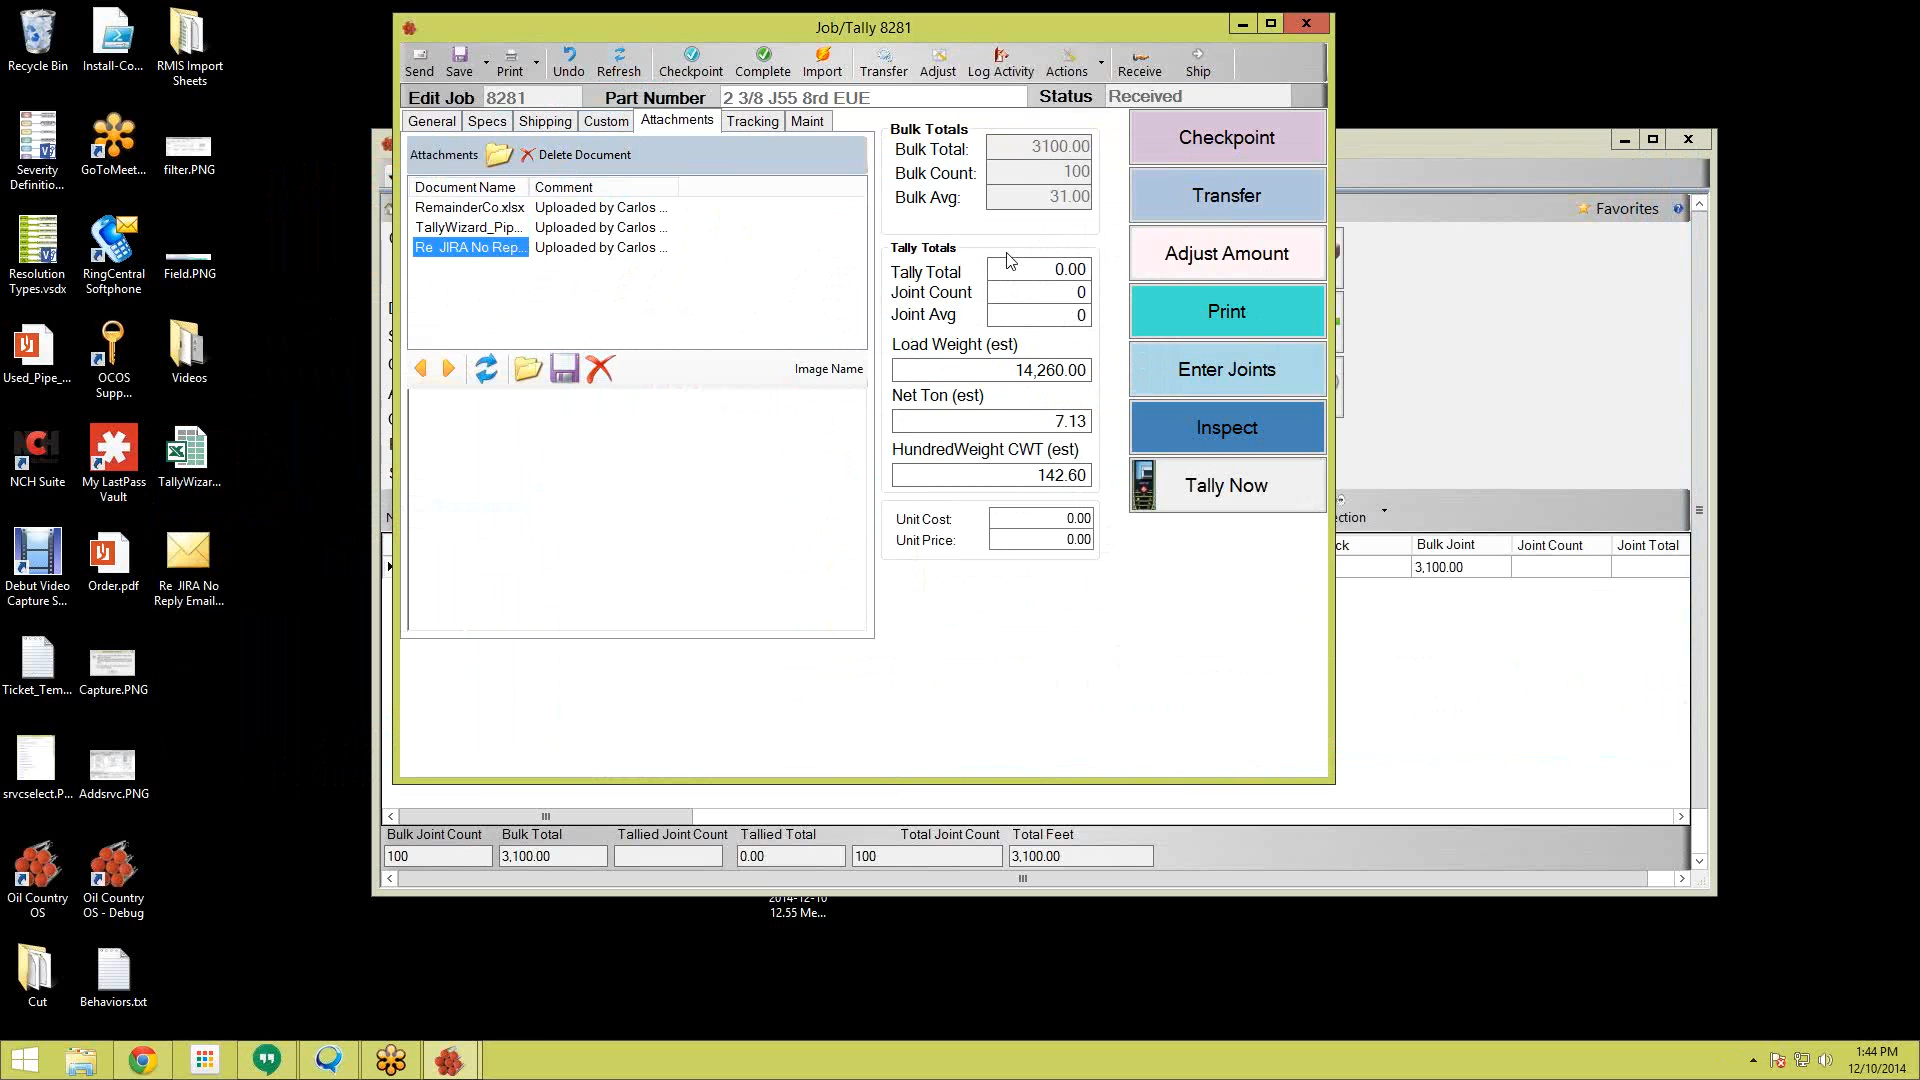 Recycle Bin
Install-Co...
RMIS Import
Sheets
Severity
Definitio...
GoToMeet...
filter.PNG
Resolution
Types.vsdx
RingCentral
Softphone
Field.PNG
Used_Pipe_...
OCOS
Supp...
Videos
NCH Suite
My LastPass
Vault
TallyWizar...
Debut Video
Capture S...
Order.pdf
Re JIRA No
Reply Email...
Ticket_Tem...
Capture.PNG
srvcselect.P...
Addsrvc.PNG
Oil Country
OS
Oil Country
OS - Debug
Cut
Behaviors.txt
Job/Tally 8281
Send Save Print Undo Refresh Checkpoint Complete Import Transfer Adjust Log Activity Actions Receive Ship
Edit Job 8281 Part Number 2 3/8 J55 8rd EUE Status Received
General Specs Shipping Custom Attachments Tracking Maint
Attachments Delete Document
Document Name Comment
RemainderCo.xlsx Uploaded by Carlos ...
TallyWizard_Pip... Uploaded by Carlos ...
Re JIRA No Rep... Uploaded by Carlos ...
Image Name
Bulk Totals
Bulk Total: 3100.00
Bulk Count: 100
Bulk Avg: 31.00
Tally Totals
Tally Total 0.00
Joint Count 0
Joint Avg 0
Load Weight (est)
14,260.00
Net Ton (est)
7.13
HundredWeight CWT (est)
142.60
Unit Cost: 0.00
Unit Price: 0.00
Checkpoint
Transfer
Adjust Amount
Print
Enter Joints
Inspect
Tally Now
Favorites
ection
ck Bulk Joint Joint Count Joint Total
3,100.00
Bulk Joint Count Bulk Total Tallied Joint Count Tallied Total Total Joint Count Total Feet
100 3,100.00 0.00 100 3,100.00
2014-12-10
12.55 Me...
1:44 PM
12/10/2014